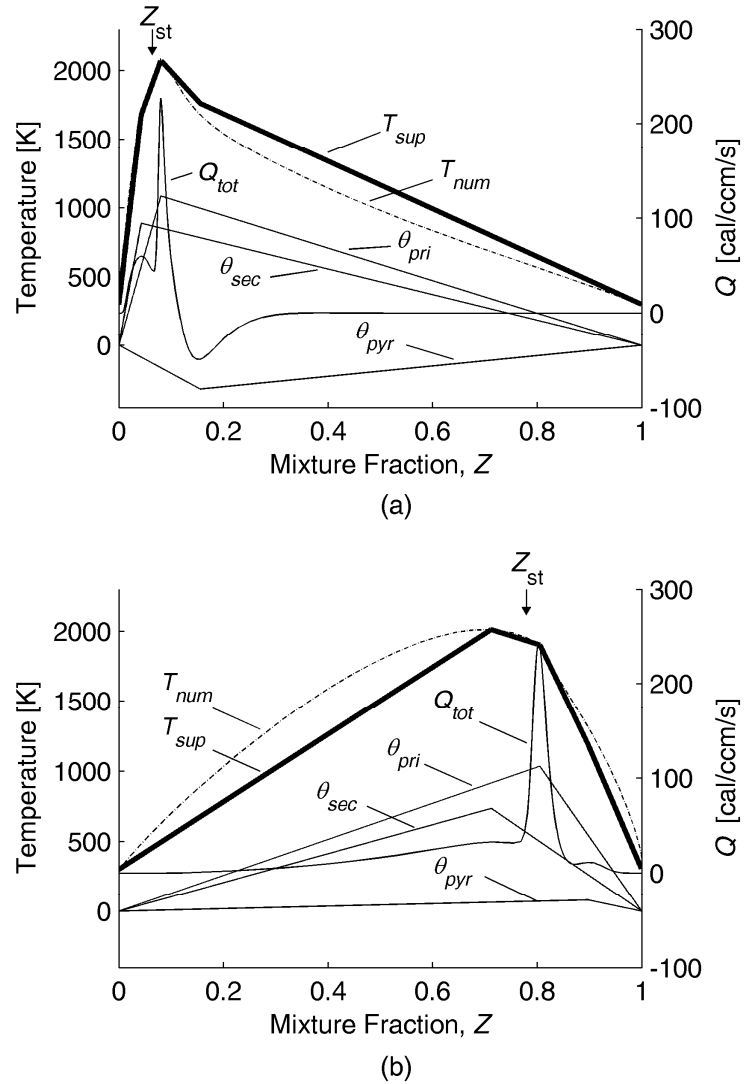 Z_st
300
2000
1500
1000
500
0
200
100
0
-100
Temperature [K]
Q [cal/ccm/s]
T_sup
T_num
Q_tot
θ_pri
θ_sec
θ_pyr
0
0.2
0.4
0.6
0.8
1
Mixture Fraction, Z
(a)
Z_st
300
2000
1500
1000
500
0
200
100
0
-100
Temperature [K]
Q [cal/ccm/s]
T_num
T_sup
Q_tot
θ_pri
θ_sec
θ_pyr
0
0.2
0.4
0.6
0.8
1
Mixture Fraction, Z
(b)